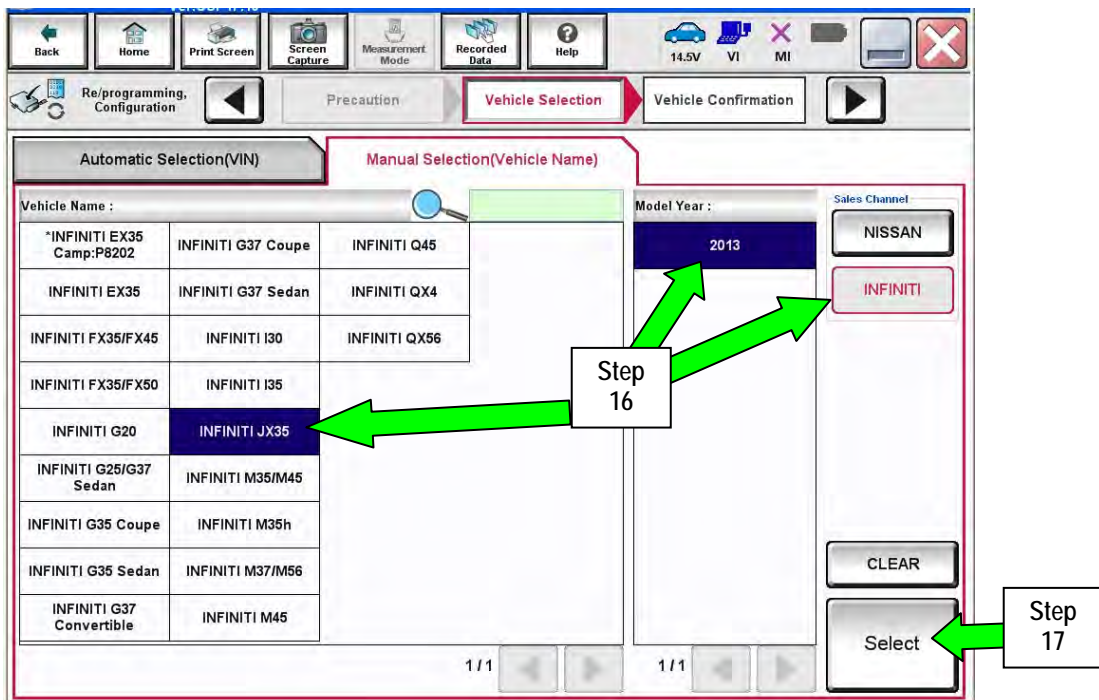 Back
Home
Print Screen
Screen
Capture
Measurement
Mode
Recorded
Data
Help
14.5V
VI
MI
Re/programming,
Configuration
Precaution
Vehicle Selection
Vehicle Confirmation
Automatic Selection(VIN)
Manual Selection(Vehicle Name)
Vehicle Name :
Model Year :
Sales Channel
*INFINITI EX35
Camp:P8202
INFINITI G37 Coupe
INFINITI Q45
2013
NISSAN
INFINITI EX35
INFINITI G37 Sedan
INFINITI QX4
INFINITI
INFINITI FX35/FX45
INFINITI I30
INFINITI QX56
Step
16
INFINITI FX35/FX50
INFINITI I35
INFINITI G20
INFINITI JX35
INFINITI G25/G37
Sedan
INFINITI M35/M45
INFINITI G35 Coupe
INFINITI M35h
INFINITI G35 Sedan
INFINITI M37/M56
CLEAR
INFINITI G37
Convertible
INFINITI M45
Select
Step
17
1/1
1/1